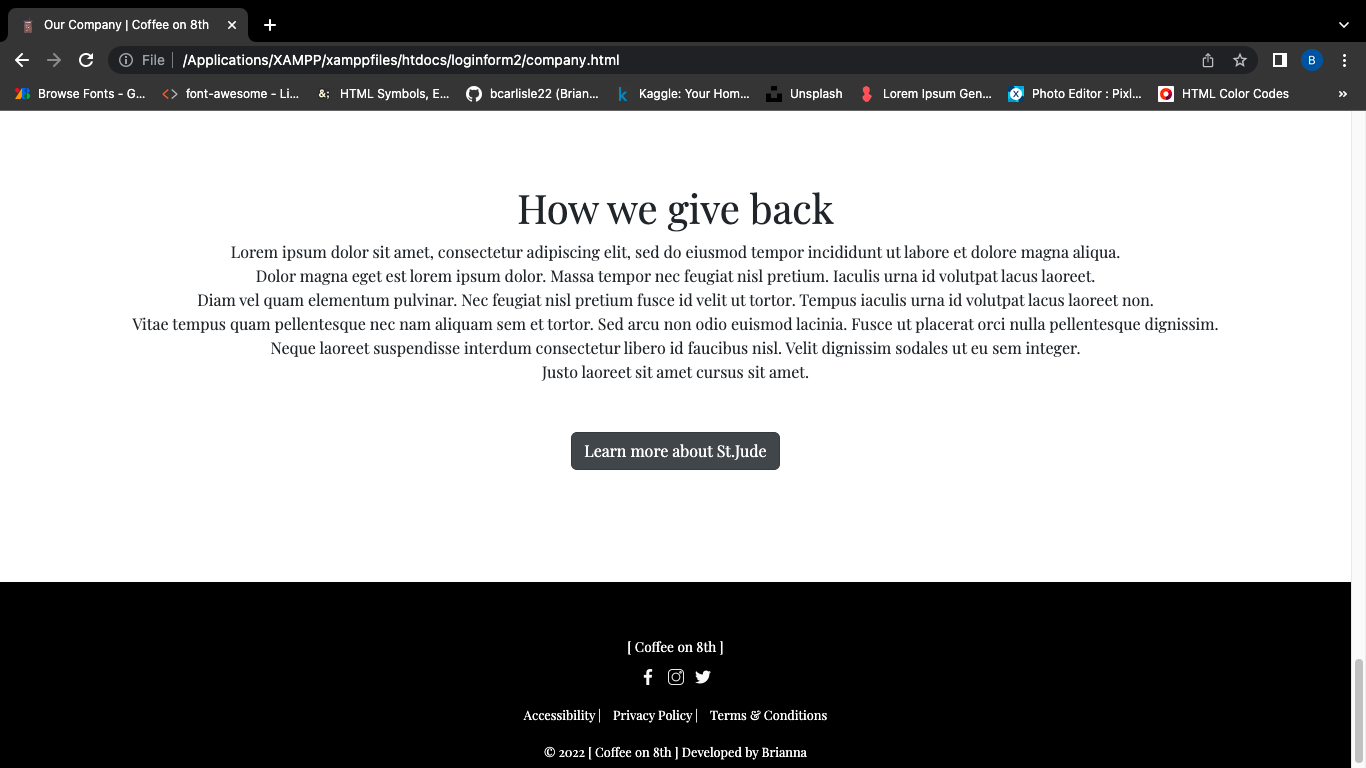 Our Company | Coffee on 8th
File
/Applications/XAMPP/xamppfiles/htdocs/loginform2/company.html
B
Browse Fonts - G...
font-awesome - Li...
&; HTML Symbols, E...
bcarlisle22 (Brian...
k Kaggle: Your Hom...
Unsplash
Lorem Ipsum Gen...
Photo Editor : Pixl...
HTML Color Codes
How we give back
Lorem ipsum dolor sit amet, consectetur adipiscing elit, sed do eiusmod tempor incididunt ut labore et dolore magna aliqua.
Dolor magna eget est lorem ipsum dolor. Massa tempor nec feugiat nisl pretium. Iaculis urna id volutpat lacus laoreet.
Diam vel quam elementum pulvinar. Nec feugiat nisl pretium fusce id velit ut tortor. Tempus iaculis urna id volutpat lacus laoreet non.
Vitae tempus quam pellentesque nec nam aliquam sem et tortor. Sed arcu non odio euismod lacinia. Fusce ut placerat orci nulla pellentesque dignissim.
Neque laoreet suspendisse interdum consectetur libero id faucibus nisl. Velit dignissim sodales ut eu sem integer.
Justo laoreet sit amet cursus sit amet.
Learn more about St.Jude
[ Coffee on 8th ]
Accessibility | Privacy Policy | Terms & Conditions
© 2022 [ Coffee on 8th ] Developed by Brianna